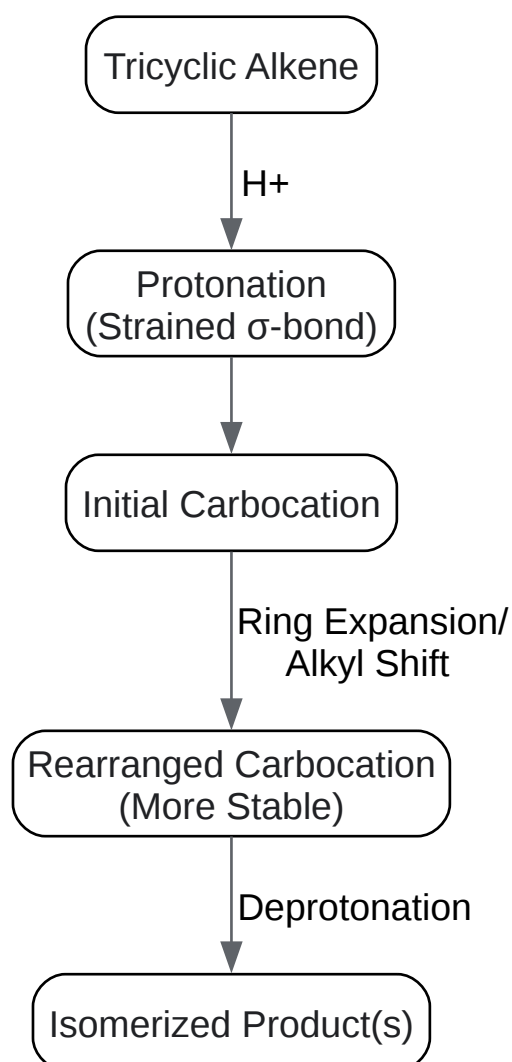 Tricyclic Alkene
H+
Protonation
(Strained σ-bond)
Initial Carbocation
Ring Expansion/
Alkyl Shift
Rearranged Carbocation
(More Stable)
Deprotonation
Isomerized Product(s)